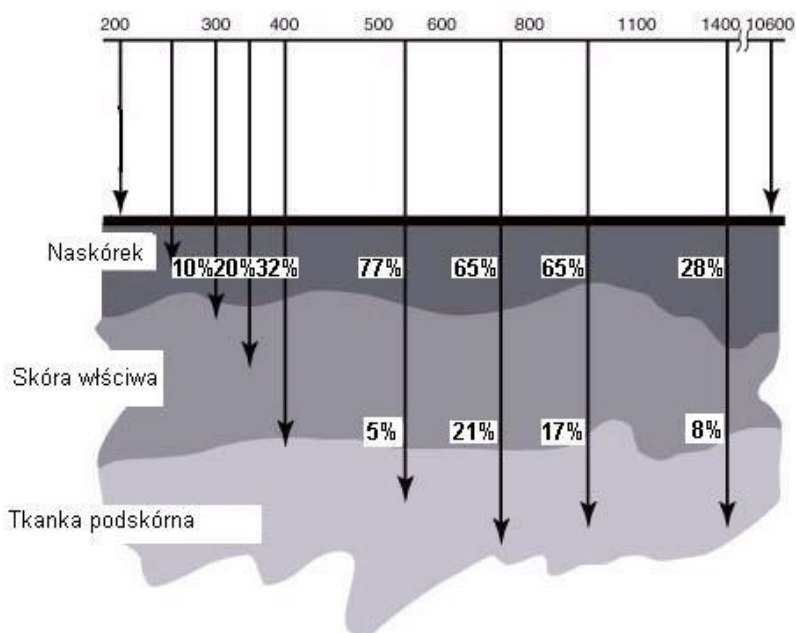 200 300 400 500 600 800 1100 1400 10600
Naskórek 10% 20% 32% 77% 65% 65% 28%
Skóra włściwa
5% 21% 17% 8%
Tkanka podskórna